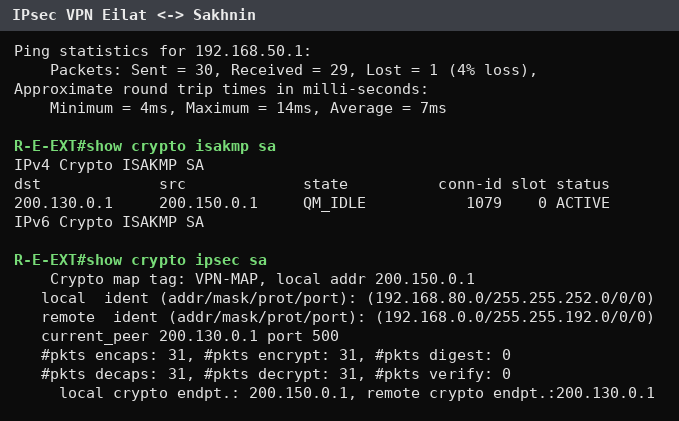 IPsec VPN Eilat <-> Sakhnin
Ping statistics for 192.168.50.1:
    Packets: Sent = 30, Received = 29, Lost = 1 (4% loss),
Approximate round trip times in milli-seconds:
    Minimum = 4ms, Maximum = 14ms, Average = 7ms
R-E-EXT#show crypto isakmp sa
IPv4 Crypto ISAKMP SA
dst             src             state          conn-id slot status
200.130.0.1     200.150.0.1     QM_IDLE           1079    0 ACTIVE
IPv6 Crypto ISAKMP SA
R-E-EXT#show crypto ipsec sa
    Crypto map tag: VPN-MAP, local addr 200.150.0.1
   local  ident (addr/mask/prot/port): (192.168.80.0/255.255.252.0/0/0)
   remote  ident (addr/mask/prot/port): (192.168.0.0/255.255.192.0/0/0)
   current_peer 200.130.0.1 port 500
   #pkts encaps: 31, #pkts encrypt: 31, #pkts digest: 0
   #pkts decaps: 31, #pkts decrypt: 31, #pkts verify: 0
     local crypto endpt.: 200.150.0.1, remote crypto endpt.:200.130.0.1